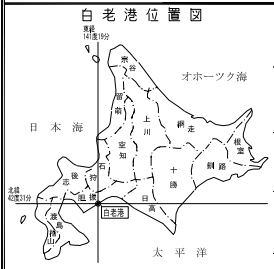 白老港位置図
東経
141度19分
宗谷
オホーツク海
留萌
上川
網走
日本海
空知
根室
石狩
十勝
釧路
後志
北緯
42度31分
胆振
日高
渡島
白老港
檜山
太平洋